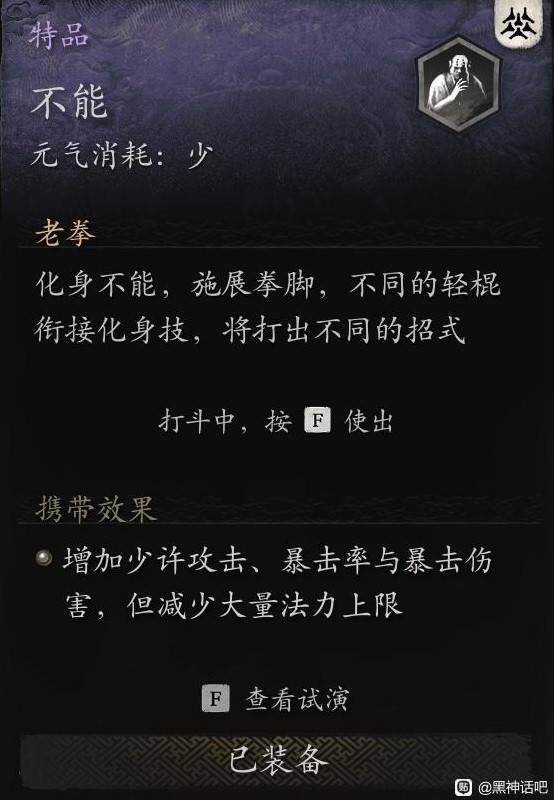 特品
不能
元气消耗：少
老拳
化身不能，施展拳脚，不同的轻棍
衔接化身技，将打出不同的招式
打斗中，按 F 使出
携带效果
增加少许攻击、暴击率与暴击伤
害，但减少大量法力上限
F 查看试演
已装备
贴 @黑神话吧